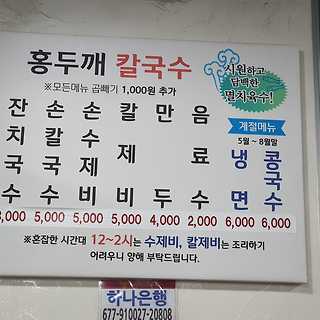 홍두깨 칼국수
※모든메뉴 곱빼기 1,000원 추가
시원하고
담백한
멸치육수!
잔치국수
손칼국수
손수제비
칼제비
만두
음료수
계절메뉴
5월 ~ 8월말
냉면
콩국수
3,000 5,000 5,000 5,000 4,000 2,000 6,000 6,000
※혼잡한 시간대 12~2시는 수제비, 칼제비는 조리하기
어려우니 양해 부탁드립니다.
하나은행
677-910027-20808